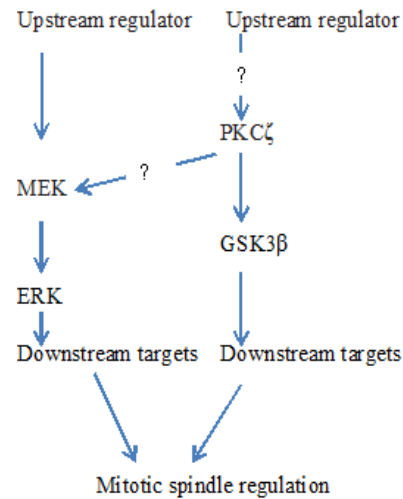 Upstream regulator Upstream regulator
?
PKCζ
?
MEK
GSK3β
ERK
Downstream targets Downstream targets
Mitotic spindle regulation